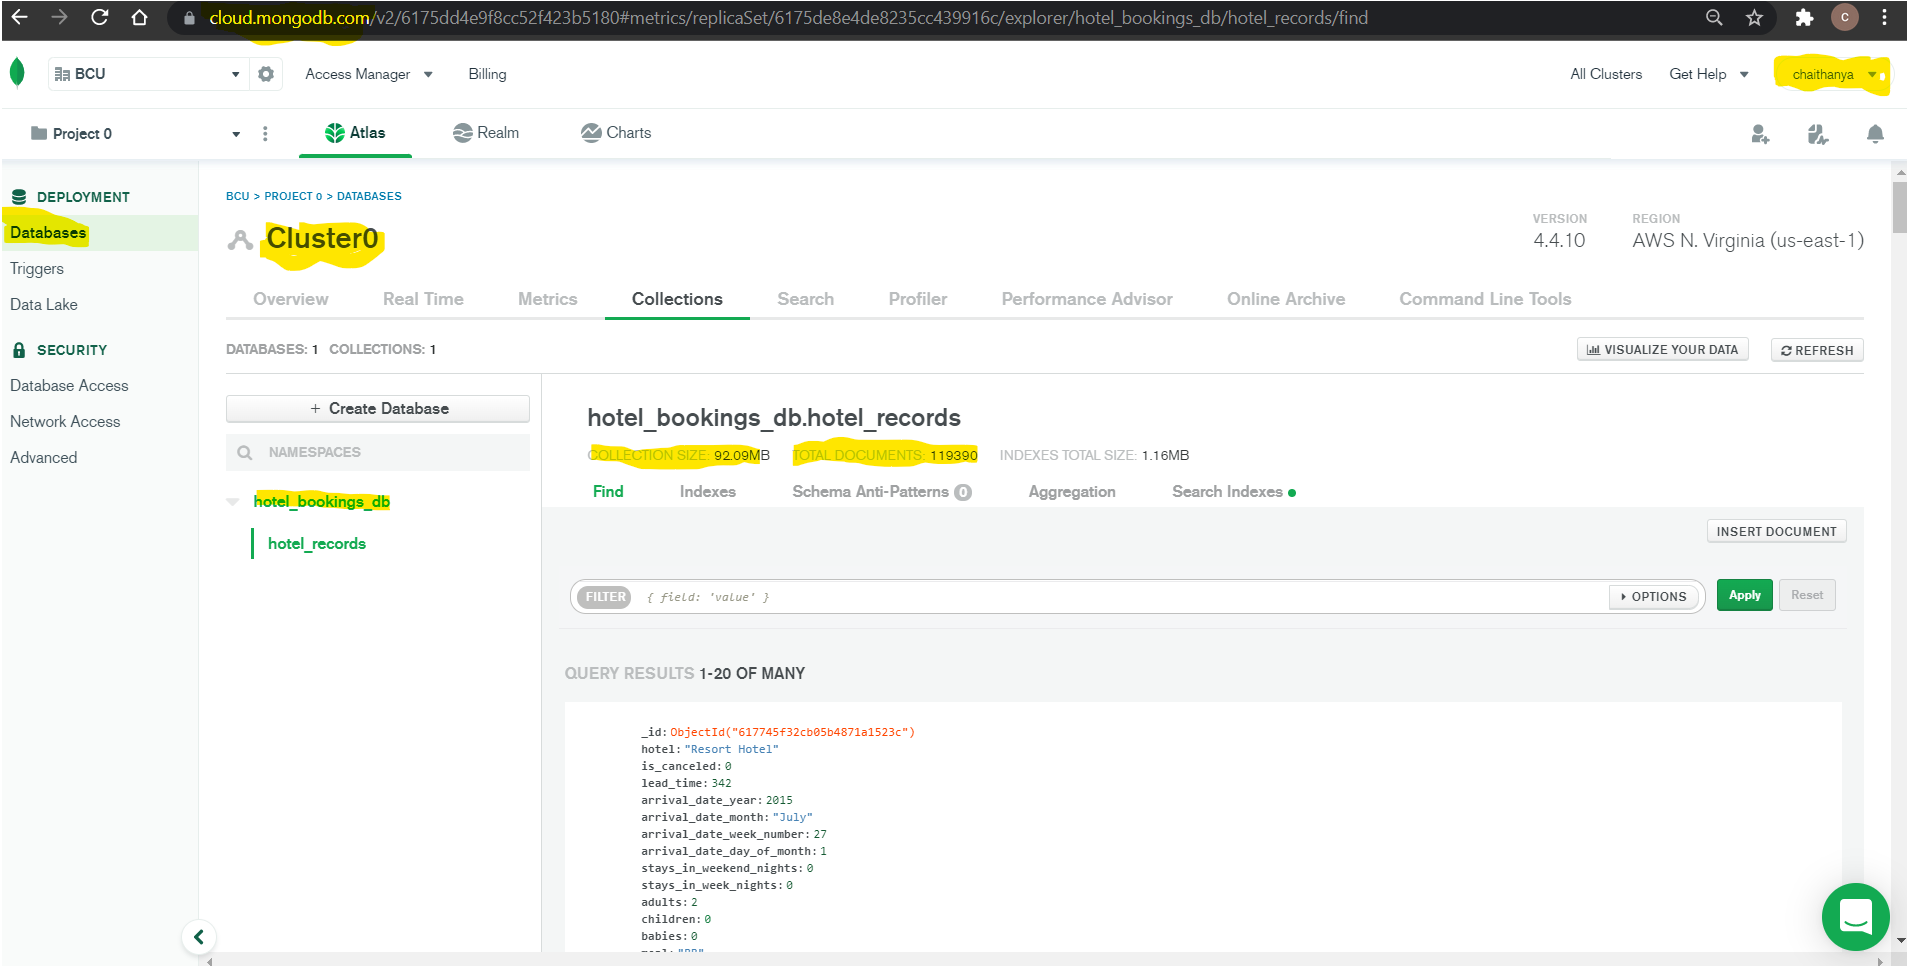 cloud.mongodb.com/v2/6175dd4e9f8cc52f423b5180#metrics/replicaSet/6175de8e4de8235cc439916c/explorer/hotel_bookings_db/hotel_records/find
C
BCU
Access Manager
Billing
All Clusters
Get Help
chaithanya
Project 0
Atlas
Realm
Charts
DEPLOYMENT
Databases
Triggers
Data Lake
SECURITY
Database Access
Network Access
Advanced
BCU > PROJECT 0 > DATABASES
Cluster0
VERSION
4.4.10
REGION
AWS N. Virginia (us-east-1)
Overview
Real Time
Metrics
Collections
Search
Profiler
Performance Advisor
Online Archive
Command Line Tools
DATABASES: 1 COLLECTIONS: 1
VISUALIZE YOUR DATA
REFRESH
+ Create Database
NAMESPACES
hotel_bookings_db
hotel_records
hotel_bookings_db.hotel_records
COLLECTION SIZE: 92.09MB
TOTAL DOCUMENTS: 119390
INDEXES TOTAL SIZE: 1.16MB
Find
Indexes
Schema Anti-Patterns 0
Aggregation
Search Indexes
INSERT DOCUMENT
FILTER
{ field: 'value' }
OPTIONS
Apply
Reset
QUERY RESULTS 1-20 OF MANY
_id: ObjectId("617745f32cb05b4871a1523c")
hotel: "Resort Hotel"
is_canceled: 0
lead_time: 342
arrival_date_year: 2015
arrival_date_month: "July"
arrival_date_week_number: 27
arrival_date_day_of_month: 1
stays_in_weekend_nights: 0
stays_in_week_nights: 0
adults: 2
children: 0
babies: 0